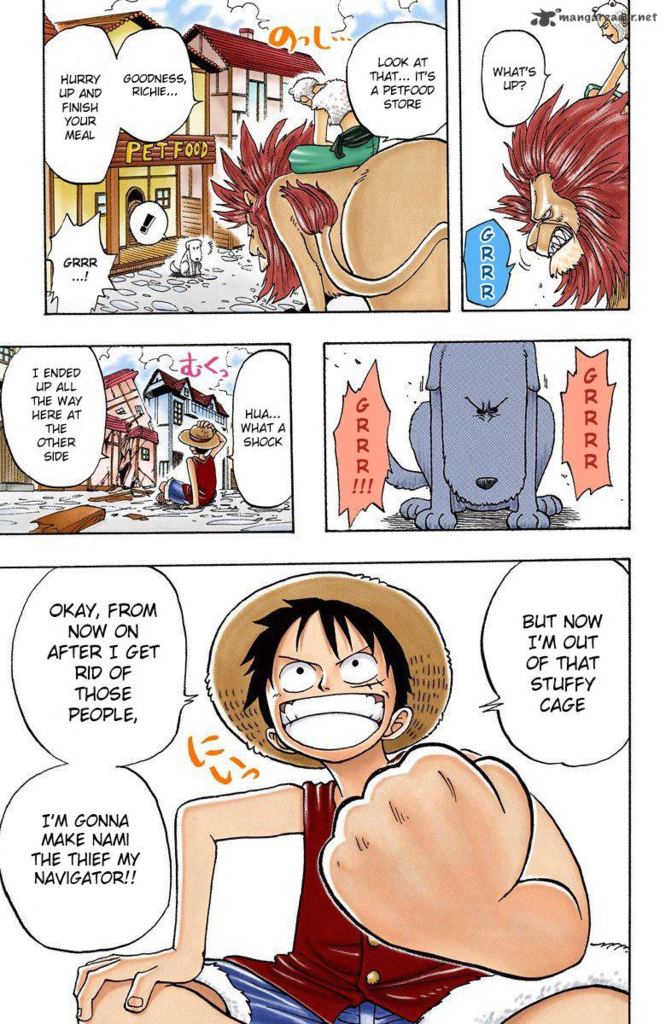 mangareader.net
WHAT'S
UP?
GRRR
のっし…
LOOK AT
THAT... IT'S
A PETFOOD
STORE
GOODNESS,
RICHIE...
HURRY
UP AND
FINISH
YOUR
MEAL
PET FOOD
!
GRRR
...!
GRRRR
GRRR!!!
むくっ
HUA...
WHAT A
SHOCK
I ENDED
UP ALL
THE WAY
HERE AT
THE OTHER
SIDE
BUT NOW
I'M OUT
OF THAT
STUFFY
CAGE
OKAY, FROM
NOW ON
AFTER I GET
RID OF
THOSE
PEOPLE,
にいっ
I'M GONNA
MAKE NAMI
THE THIEF MY
NAVIGATOR!!